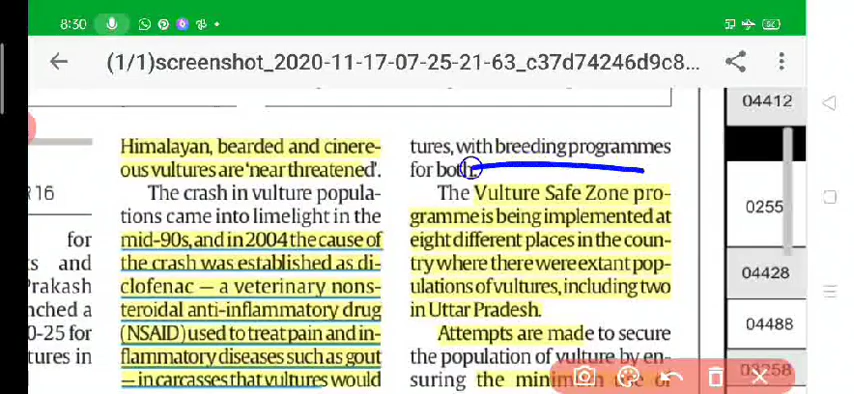 8:30
(1/1)screenshot_2020-11-17-07-25-21-63_c37d74246d9c8...
R 16
for
ts and
Prakash
nched a
0-25 for
tures in
Himalayan, bearded and cinere-
ous vultures are 'near threatened'.
The crash in vulture popula-
tions came into limelight in the
mid-90s, and in 2004 the cause of
the crash was established as di-
clofenac — a veterinary nons-
teroidal anti-inflammatory drug
(NSAID) used to treat pain and in-
flammatory diseases such as gout
— in carcasses that vultures would
tures, with breeding programmes
for both.
The Vulture Safe Zone pro-
gramme is being implemented at
eight different places in the coun-
try where there were extant pop-
ulations of vultures, including two
in Uttar Pradesh.
Attempts are made to secure
the population of vulture by en-
suring the minimum use of
04412
0255
04428
04488
03258